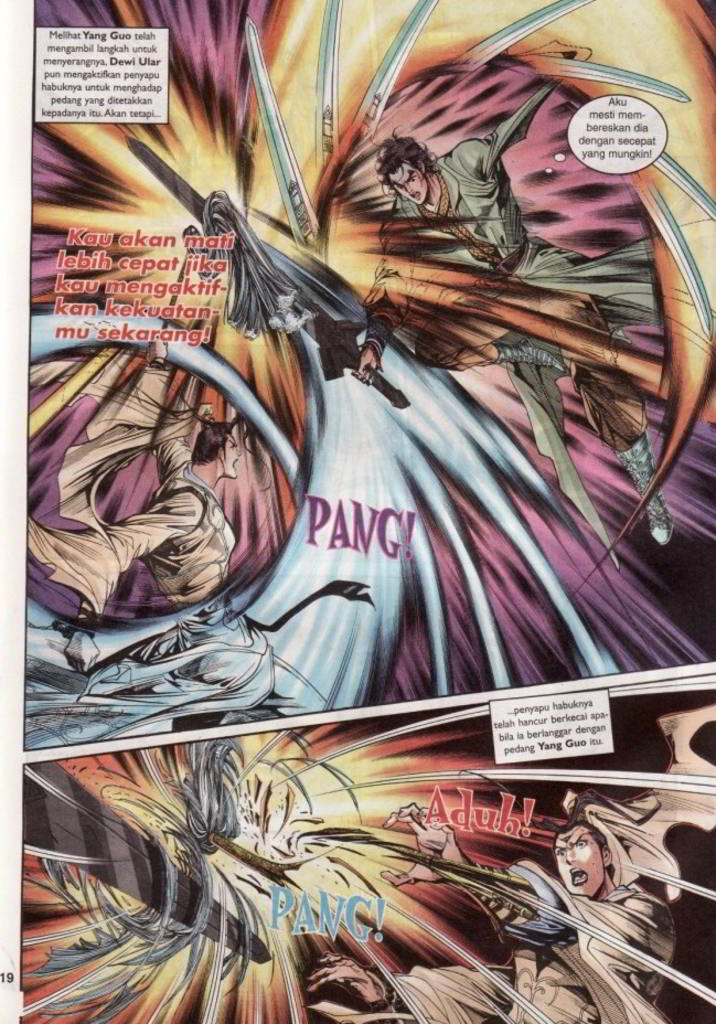 Melihat Yang Guo telah
mengambil langkah untuk
menyerangnya, Dewi Ular
pun mengaktifkan penyapu
habuknya untuk menghadap
pedang yang ditetakkan
kepadanya itu. Akan tetapi...
Aku
mesti mem-
bereskan dia
dengan secepat
yang mungkin!
Kau akan mati
lebih cepat jika
kau mengaktif-
kan kekuatan-
mu sekarang!
PANG!
...penyapu habuknya
telah hancur berkecai apa-
bila ia berlanggar dengan
pedang Yang Guo itu.
Aduh!
PANG!
19